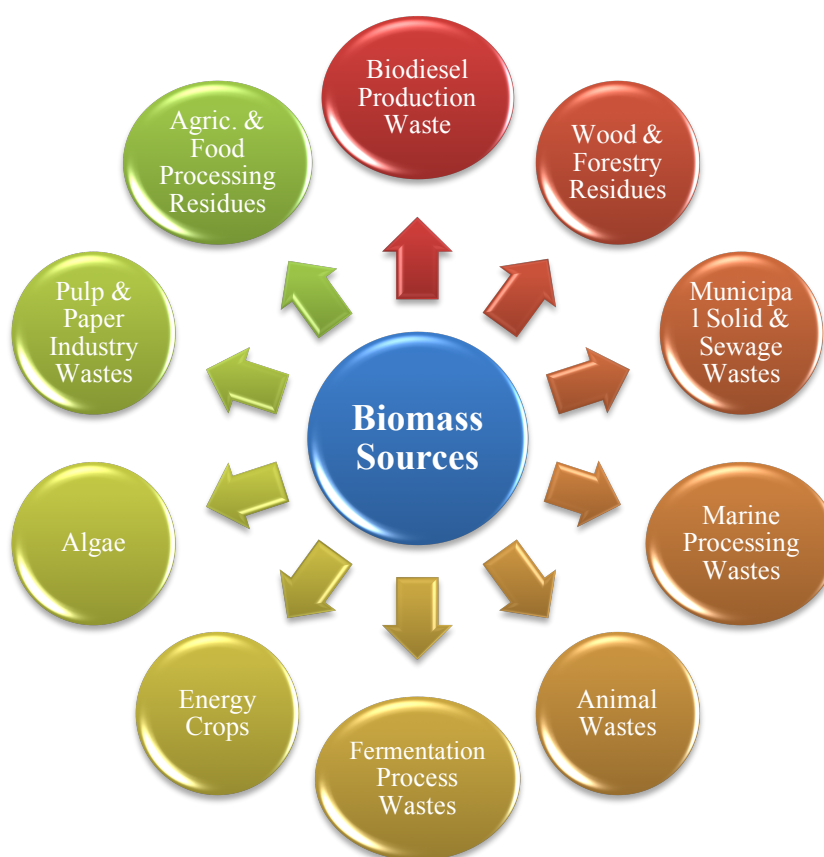 Biodiesel
Production
Waste
Wood &
Forestry
Residues
Municipa
l Solid &
Sewage
Wastes
Marine
Processing
Wastes
Animal
Wastes
Fermentation
Process
Wastes
Energy
Crops
Algae
Pulp &
Paper
Industry
Wastes
Agric. &
Food
Processing
Residues
Biomass
Sources